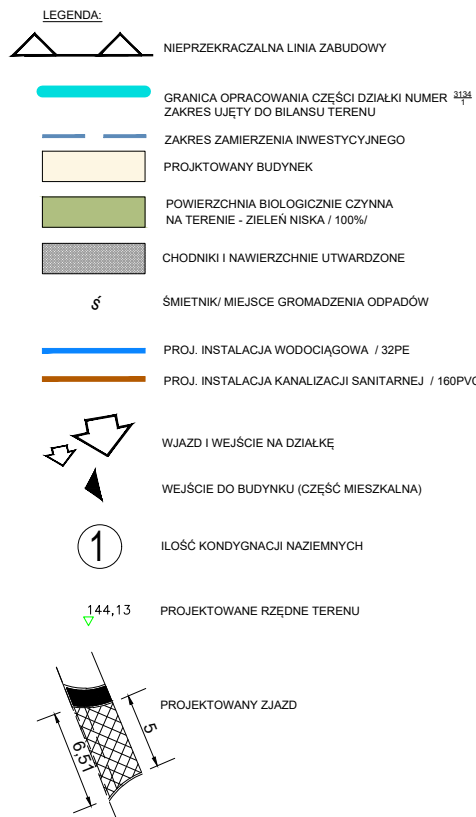 LEGENDA:
NIEPRZEKRACZALNA LINIA ZABUDOWY
GRANICA OPRACOWANIA CZĘŚCI DZIAŁKI NUMER 3134/1
ZAKRES UJĘTY DO BILANSU TERENU
ZAKRES ZAMIERZENIA INWESTYCYJNEGO
PROJKTOWANY BUDYNEK
POWIERZCHNIA BIOLOGICZNIE CZYNNA
NA TERENIE - ZIELEŃ NISKA / 100%/
CHODNIKI I NAWIERZCHNIE UTWARDZONE
ś ŚMIETNIK/ MIEJSCE GROMADZENIA ODPADÓW
PROJ. INSTALACJA WODOCIĄGOWA / 32PE
PROJ. INSTALACJA KANALIZACJI SANITARNEJ / 160PVC
WJAZD I WEJŚCIE NA DZIAŁKĘ
WEJŚCIE DO BUDYNKU (CZĘŚĆ MIESZKALNA)
1 ILOŚĆ KONDYGNACJI NAZIEMNYCH
144,13 PROJEKTOWANE RZĘDNE TERENU
PROJEKTOWANY ZJAZD
5
6,51